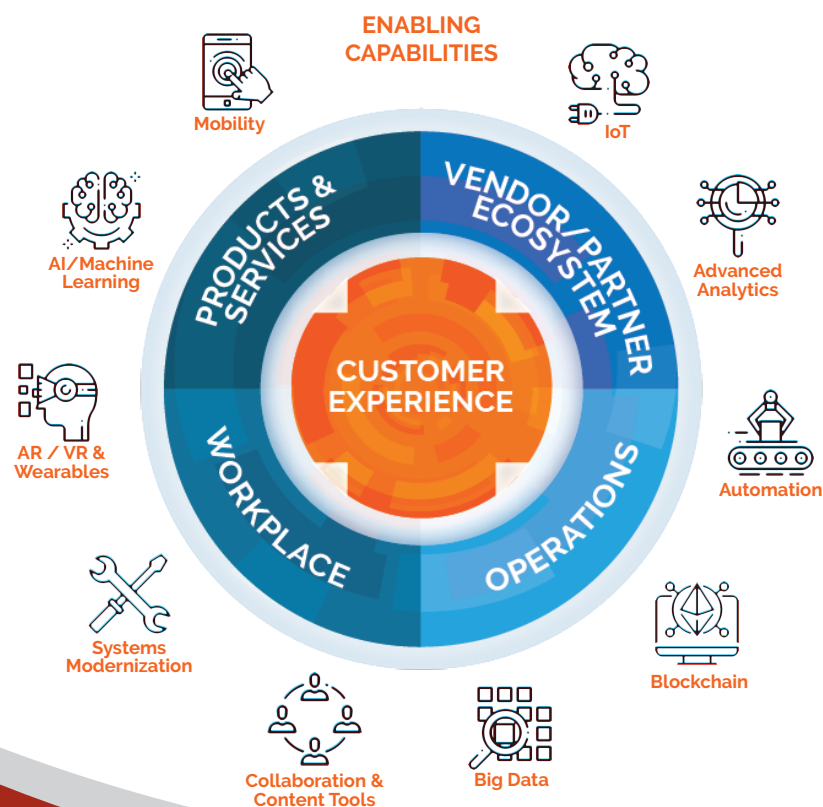 ENABLING
CAPABILITIES
Mobility
IoT
AI/Machine
Learning
Advanced
Analytics
AR / VR &
Wearables
Automation
Systems
Modernization
Blockchain
Collaboration &
Content Tools
Big Data
PRODUCTS &
SERVICES
VENDOR/PARTNER
ECOSYSTEM
CUSTOMER
EXPERIENCE
WORKPLACE
OPERATIONS